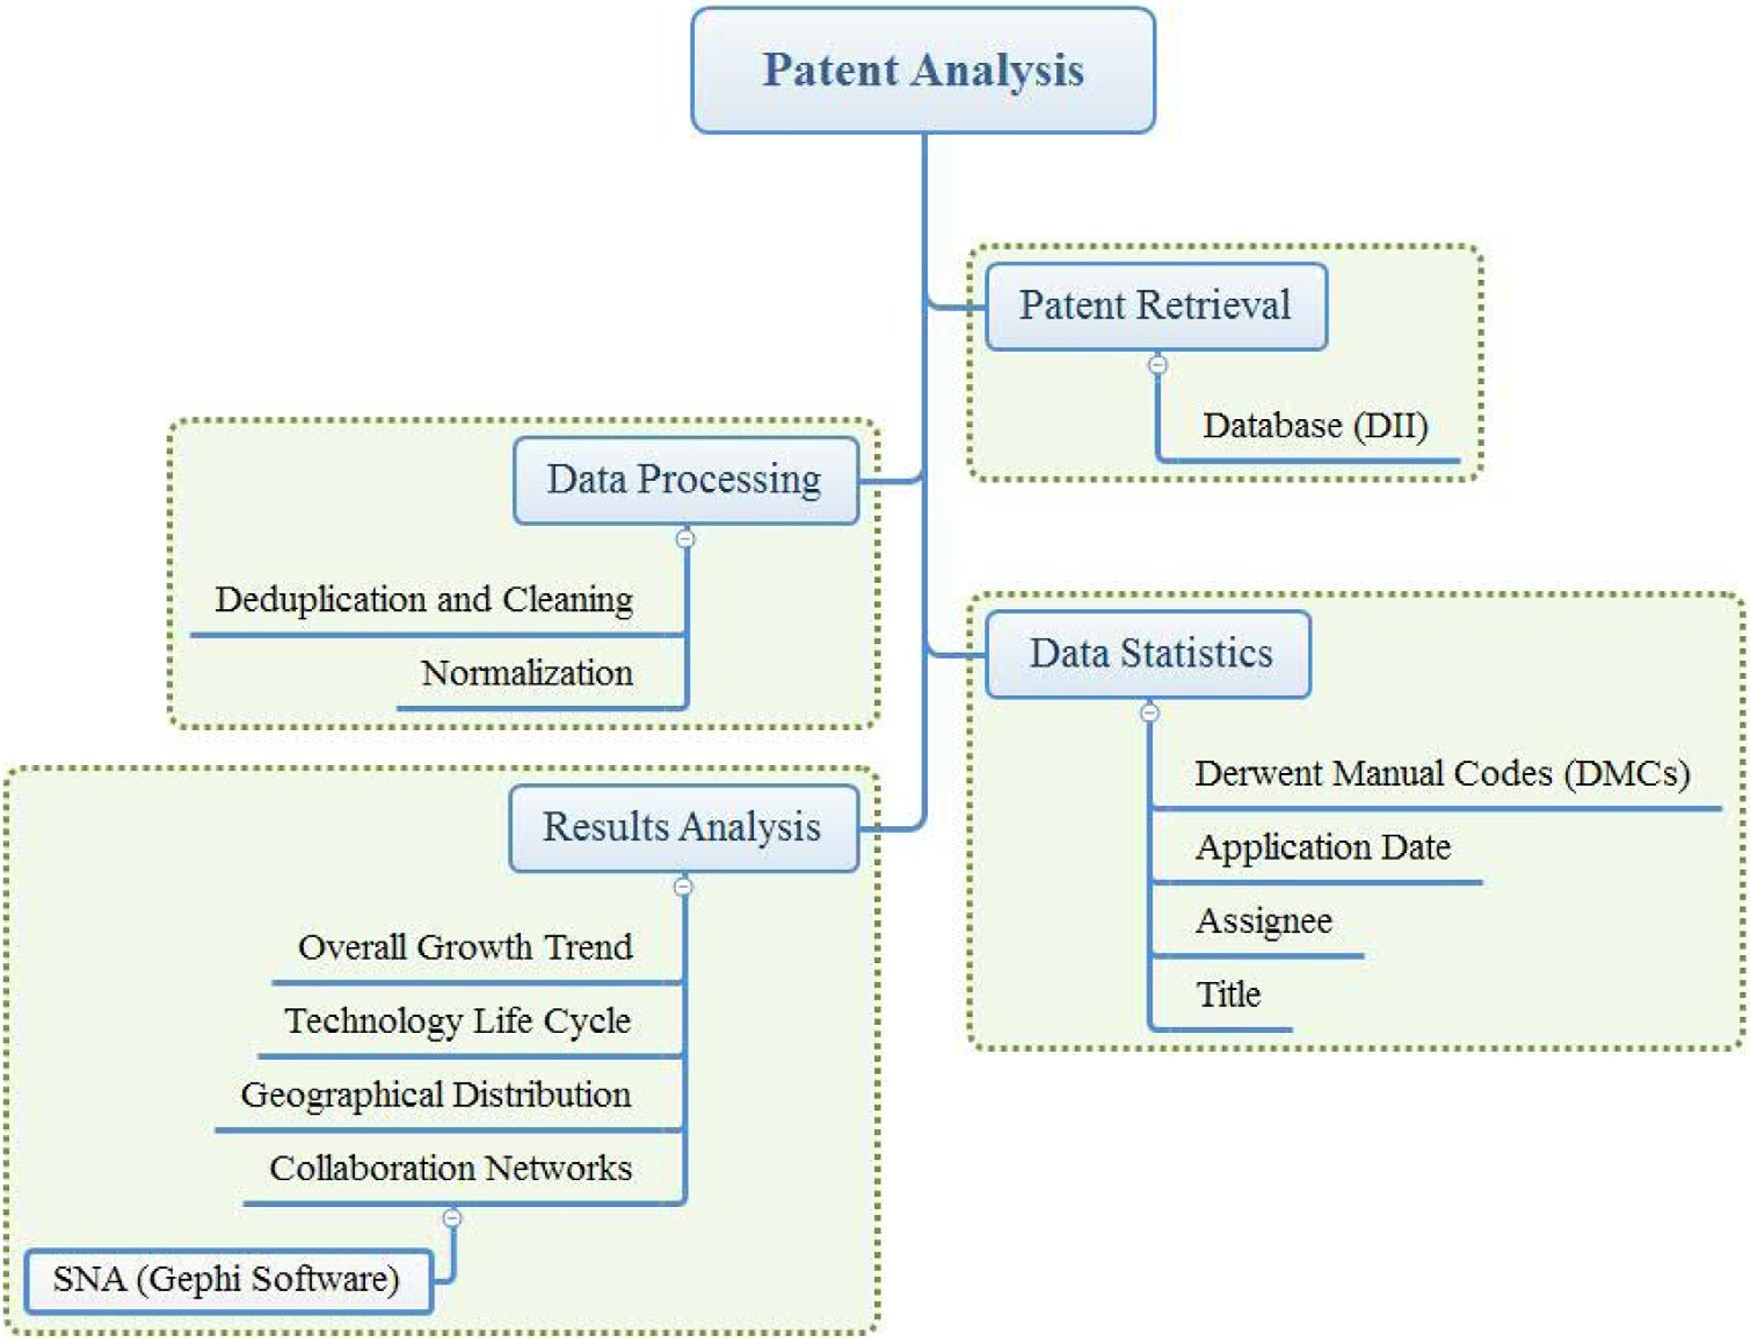 Patent Analysis
Patent Retrieval
Database (DII)
Data Processing
Deduplication and Cleaning
Normalization
Data Statistics
Derwent Manual Codes (DMCs)
Application Date
Assignee
Title
Results Analysis
Overall Growth Trend
Technology Life Cycle
Geographical Distribution
Collaboration Networks
SNA (Gephi Software)